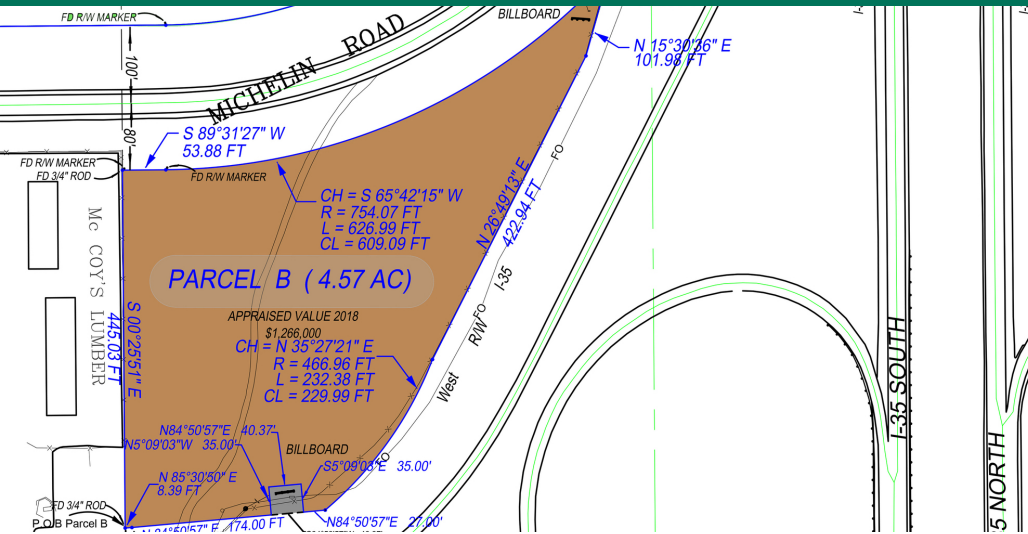 FD R/W MARKER
BILLBOARD
N 15°30'36" E
101.98 FT
100'
MICHELIN ROAD
80'
S 89°31'27" W
53.88 FT
FD R/W MARKER
FD 3/4" ROD
FD R/W MARKER
CH = S 65°42'15" W
R = 754.07 FT
L = 626.99 FT
CL = 609.09 FT
N 26°49'13" E
422.94 FT
FO
Mc COY'S LUMBER
PARCEL B ( 4.57 AC)
I-35
FO
R/W
West
FO
S 00°25'51" E
445.03 FT
APPRAISED VALUE 2018
$1,266,000
CH = N 35°27'21" E
R = 466.96 FT
L = 232.38 FT
CL = 229.99 FT
I-35 SOUTH
5 NORTH
N84°50'57"E 40.37'
N5°09'03"W 35.00'
BILLBOARD
S5°09'03"E 35.00'
N 85°30'50" E
8.39 FT
FD 3/4" ROD
P O B Parcel B
174.00 FT
N84°50'57"E 27.00'